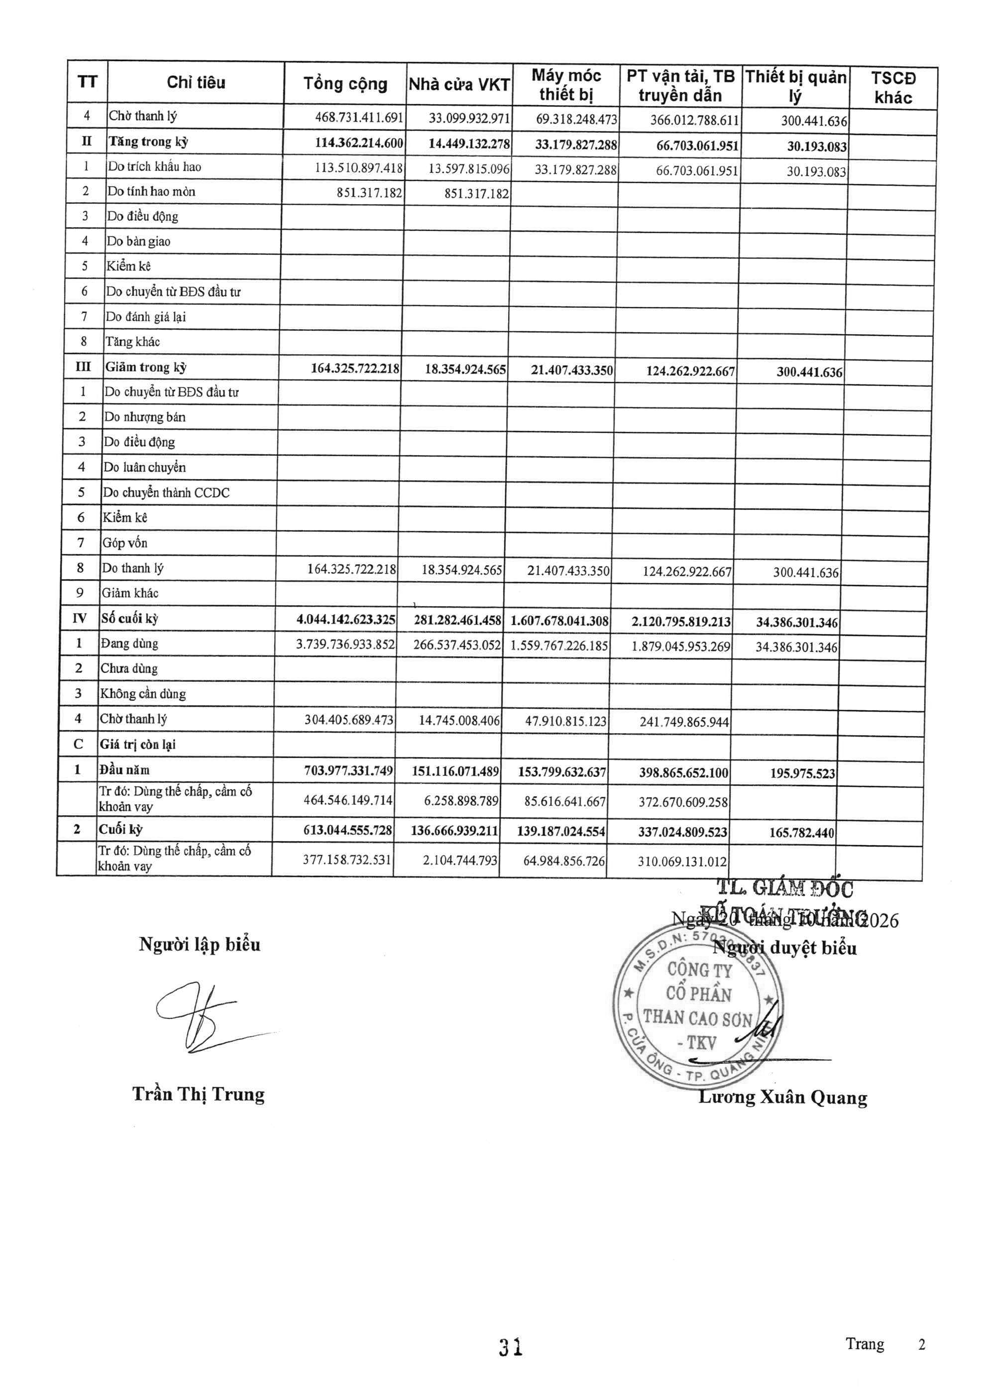 TT Chỉ tiêu Tổng cộng Nhà cửa VKT Máy móc thiết bị PT vận tải, TB truyền dẫn Thiết bị quản lý TSCĐ khác
4 Chờ thanh lý 468.731.411.691 33.099.932.971 69.318.248.473 366.012.788.611 300.441.636
II Tăng trong kỳ 114.362.214.600 14.449.132.278 33.179.827.288 66.703.061.951 30.193.083
1 Do trích khấu hao 113.510.897.418 13.597.815.096 33.179.827.288 66.703.061.951 30.193.083
2 Do tính hao mòn 851.317.182 851.317.182
3 Do điều động
4 Do bàn giao
5 Kiểm kê
6 Do chuyển từ BĐS đầu tư
7 Do đánh giá lại
8 Tăng khác
III Giảm trong kỳ 164.325.722.218 18.354.924.565 21.407.433.350 124.262.922.667 300.441.636
1 Do chuyển từ BĐS đầu tư
2 Do nhượng bán
3 Do điều động
4 Do luân chuyển
5 Do chuyển thành CCDC
6 Kiểm kê
7 Góp vốn
8 Do thanh lý 164.325.722.218 18.354.924.565 21.407.433.350 124.262.922.667 300.441.636
9 Giảm khác
IV Số cuối kỳ 4.044.142.623.325 281.282.461.458 1.607.678.041.308 2.120.795.819.213 34.386.301.346
1 Đang dùng 3.739.736.933.852 266.537.453.052 1.559.767.226.185 1.879.045.953.269 34.386.301.346
2 Chưa dùng
3 Không cần dùng
4 Chờ thanh lý 304.405.689.473 14.745.008.406 47.910.815.123 241.749.865.944
C Giá trị còn lại
1 Đầu năm 703.977.331.749 151.116.071.489 153.799.632.637 398.865.652.100 195.975.523
Tr đó: Dùng thế chấp, cầm cố khoản vay 464.546.149.714 6.258.898.789 85.616.641.667 372.670.609.258
2 Cuối kỳ 613.044.555.728 136.666.939.211 139.187.024.554 337.024.809.523 165.782.440
Tr đó: Dùng thế chấp, cầm cố khoản vay 377.158.732.531 2.104.744.793 64.984.856.726 310.069.131.012
TL. GIÁM ĐỐC
KẾ TOÁN TRƯỞNG
Ngày 20 tháng 10 năm 2026
Người lập biểu
Người duyệt biểu
CÔNG TY
CỔ PHẦN
THAN CAO SƠN
- TKV
P. CỬA ÔNG - TP. QUẢNG NINH
Trần Thị Trung
Lương Xuân Quang
31
Trang 2